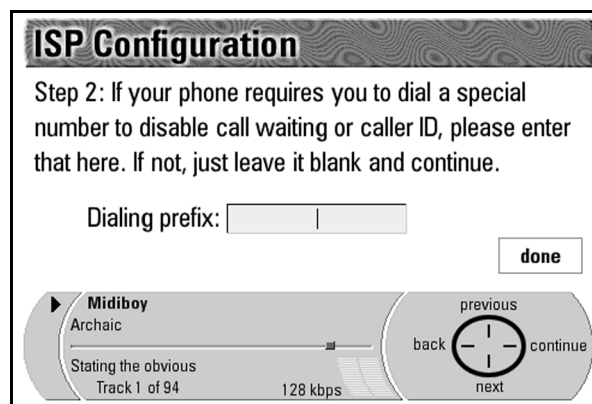 ISP Configuration
Step 2: If your phone requires you to dial a special
number to disable call waiting or caller ID, please enter
that here. If not, just leave it blank and continue.
Dialing prefix:
done
Midiboy
Archaic
Stating the obvious
Track 1 of 94
128 kbps
previous
back
continue
next